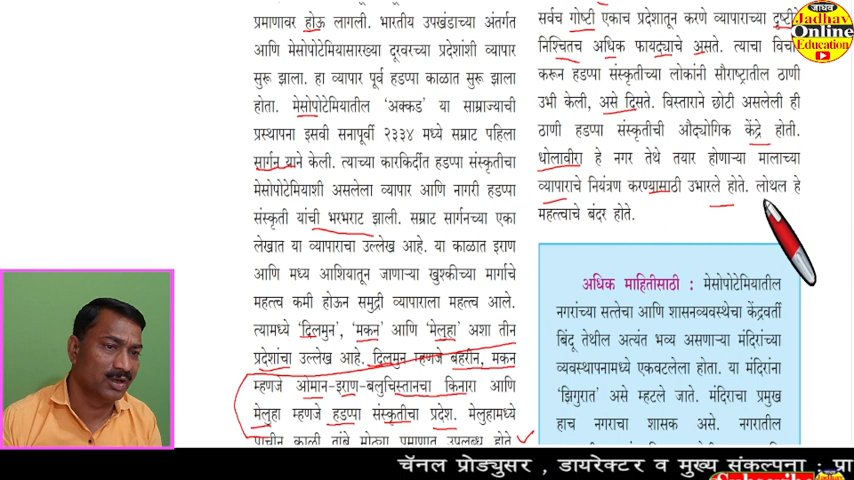 प्रमाणावर होऊ लागली. भारतीय उपखंडाच्या अंतर्गत
आणि मेसोपोटेमियासारख्या दूरवरच्या प्रदेशांशी व्यापार
सुरू झाला. हा व्यापार पूर्व हडप्पा काळात सुरू झाला
होता. मेसोपोटेमियातील ‘अक्कड’ या साम्राज्याची
प्रस्थापना इसवी सनापूर्वी २३३४ मध्ये सम्राट पहिला
सार्गन याने केली. त्याच्या कारकिर्दीत हडप्पा संस्कृतीचा
मेसोपोटेमियाशी असलेला व्यापार आणि नागरी हडप्पा
संस्कृती यांची भरभराट झाली. सम्राट सार्गनच्या एका
लेखात या व्यापाराचा उल्लेख आहे. या काळात इराण
आणि मध्य आशियातून जाणाऱ्या खुश्कीच्या मार्गाचे
महत्त्व कमी होऊन समुद्री व्यापाराला महत्त्व आले.
त्यामध्ये ‘दिलमुन’, ‘मकन’ आणि ‘मेलुहा’ अशा तीन
प्रदेशांचा उल्लेख आहे. दिलमुन म्हणजे बहरीन, मकन
म्हणजे ओमान-इराण-बलुचिस्तानचा किनारा आणि
मेलुहा म्हणजे हडप्पा संस्कृतीचा प्रदेश. मेलुहामध्ये
प्राचीन काळी तांबे मोठ्या प्रमाणात उपलब्ध होते
सर्वच गोष्टी एकाच प्रदेशातून करणे व्यापाराच्या दृष्टीने
निश्चितच अधिक फायद्याचे असते. त्याचा विचार
करून हडप्पा संस्कृतीच्या लोकांनी सौराष्ट्रातील ठाणी
उभी केली, असे दिसते. विस्ताराने छोटी असलेली ही
ठाणी हडप्पा संस्कृतीची औद्योगिक केंद्रे होती.
धोलावीरा हे नगर तेथे तयार होणाऱ्या मालाच्या
व्यापाराचे नियंत्रण करण्यासाठी उभारले होते. लोथल हे
महत्त्वाचे बंदर होते.
अधिक माहितीसाठी : मेसोपोटेमियातील
नगरांच्या सत्तेचा आणि शासनव्यवस्थेचा केंद्रवर्ती
बिंदू तेथील अत्यंत भव्य असणाऱ्या मंदिरांच्या
व्यवस्थापनामध्ये एकवटलेला होता. या मंदिरांना
‘झिगुरात’ असे म्हटले जाते. मंदिराचा प्रमुख
हाच नगराचा शासक असे. नगरातील
जाधव
Jadhav
Online
Education
चॅनल प्रोड्युसर , डायरेक्टर व मुख्य संकल्पना : प्रा
Subscribe